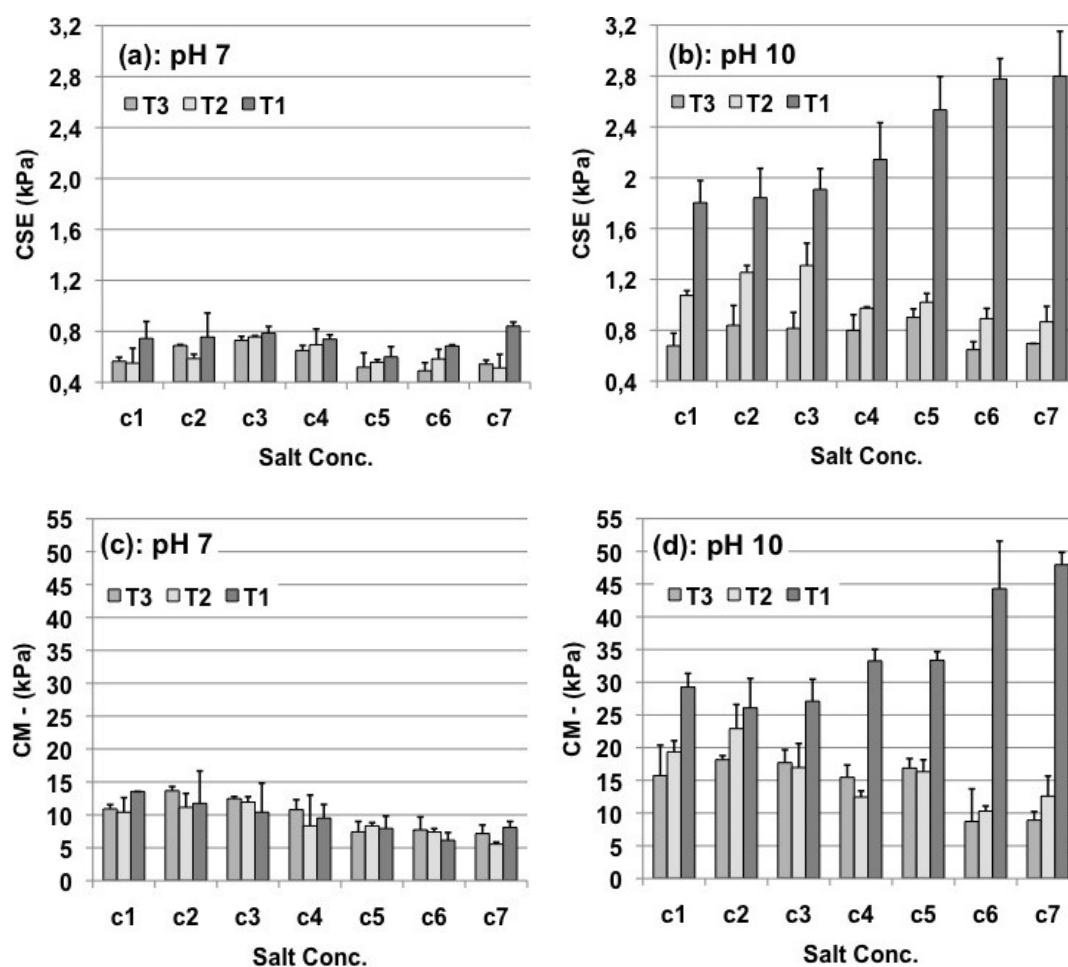 (a): pH 7
T3 T2 T1
CSE (kPa)
3,2
2,8
2,4
2,0
1,6
1,2
0,8
0,4
c1 c2 c3 c4 c5 c6 c7
Salt Conc.
(b): pH 10
T3 T2 T1
CSE (kPa)
3,2
2,8
2,4
2
1,6
1,2
0,8
0,4
c1 c2 c3 c4 c5 c6 c7
Salt Conc.
(c): pH 7
T3 T2 T1
CM - (kPa)
55
50
45
40
35
30
25
20
15
10
5
0
c1 c2 c3 c4 c5 c6 c7
Salt Conc.
(d): pH 10
T3 T2 T1
CM - (kPa)
55
50
45
40
35
30
25
20
15
10
5
0
c1 c2 c3 c4 c5 c6 c7
Salt Conc.